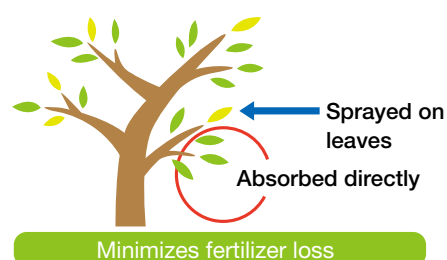 Sprayed on
leaves
Absorbed directly
Minimizes fertilizer loss